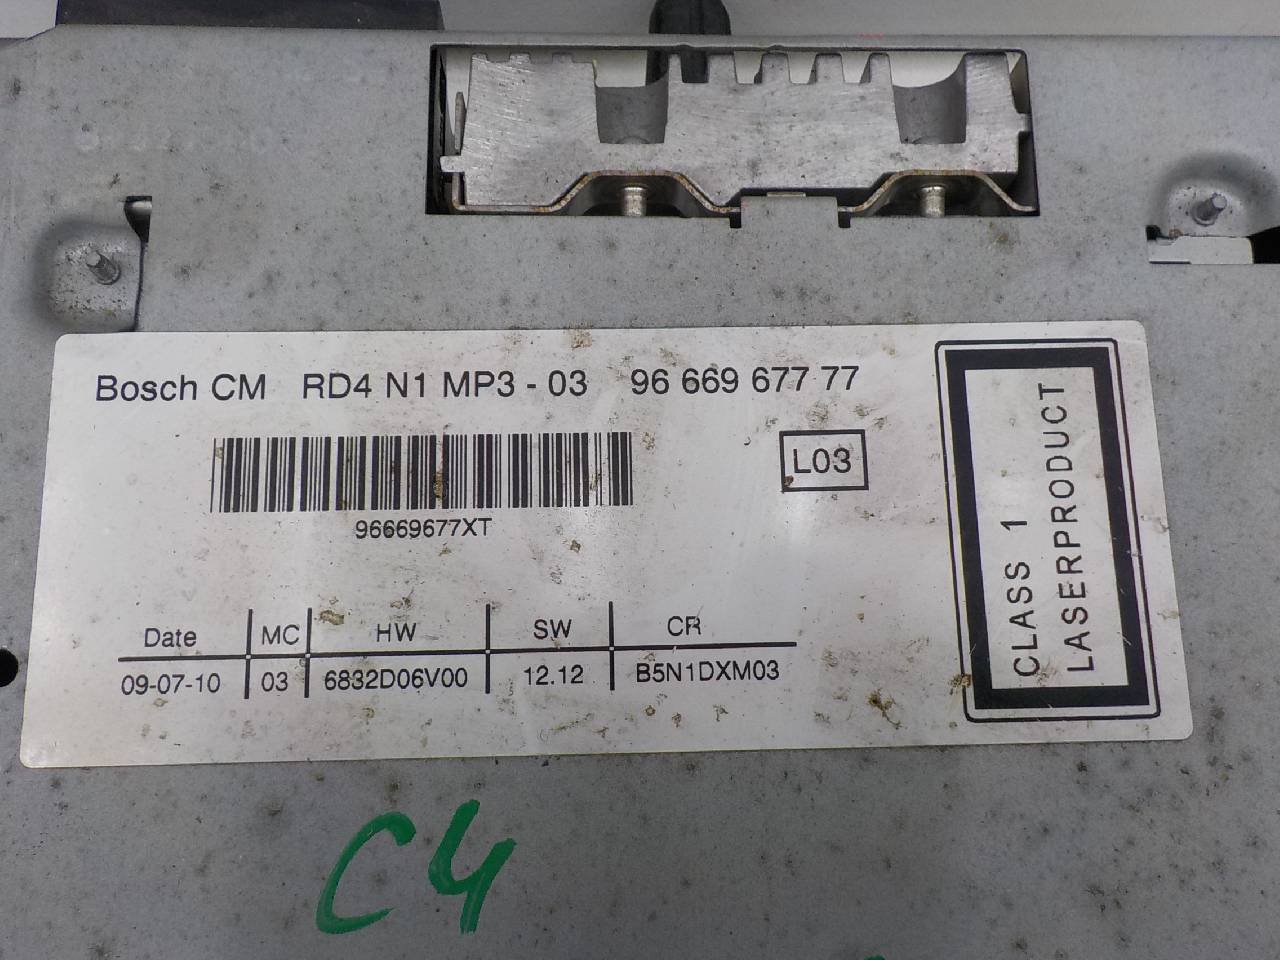 Bosch CM RD4 N1 MP3 - 03 96 669 677 77
L03
96669677XT
Date MC HW SW CR
09-07-10 03 6832D06V00 12.12 B5N1DXM03
CLASS 1
LASERPRODUCT
C4